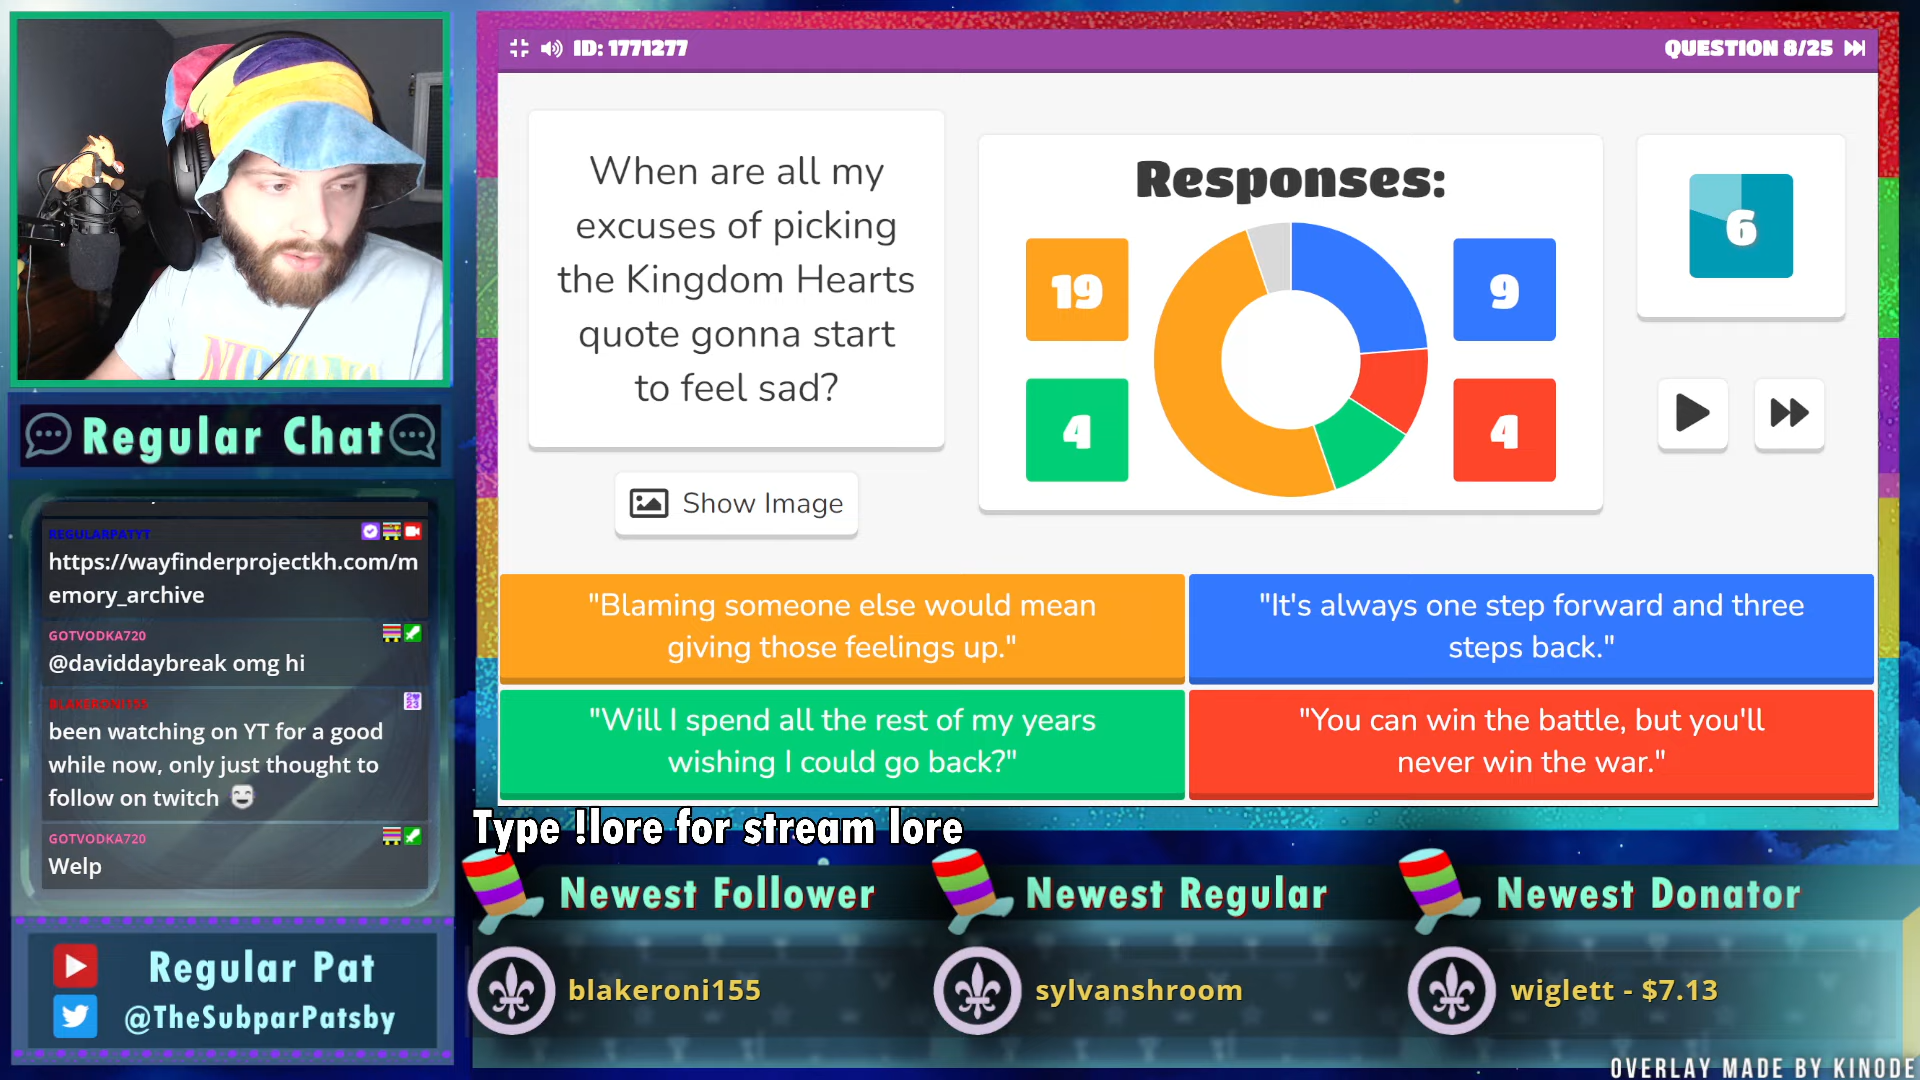 ID: 1771277
QUESTION 8/25
When are all my
excuses of picking
the Kingdom Hearts
quote gonna start
to feel sad?
Show Image
Responses:
19
9
4
4
6
"Blaming someone else would mean
giving those feelings up."
"It's always one step forward and three
steps back."
"Will I spend all the rest of my years
wishing I could go back?"
"You can win the battle, but you'll
never win the war."
Regular Chat
REGULARPATYT
https://wayfinderprojectkh.com/m
emory_archive
GOTVODKA720
@daviddaybreak omg hi
BLAKERONI155
been watching on YT for a good
while now, only just thought to
follow on twitch
GOTVODKA720
Welp
Regular Pat
@TheSubparPatsby
Type !lore for stream lore
Newest Follower
blakeroni155
Newest Regular
sylvanshroom
Newest Donator
wiglett - $7.13
OVERLAY MADE BY KINODE